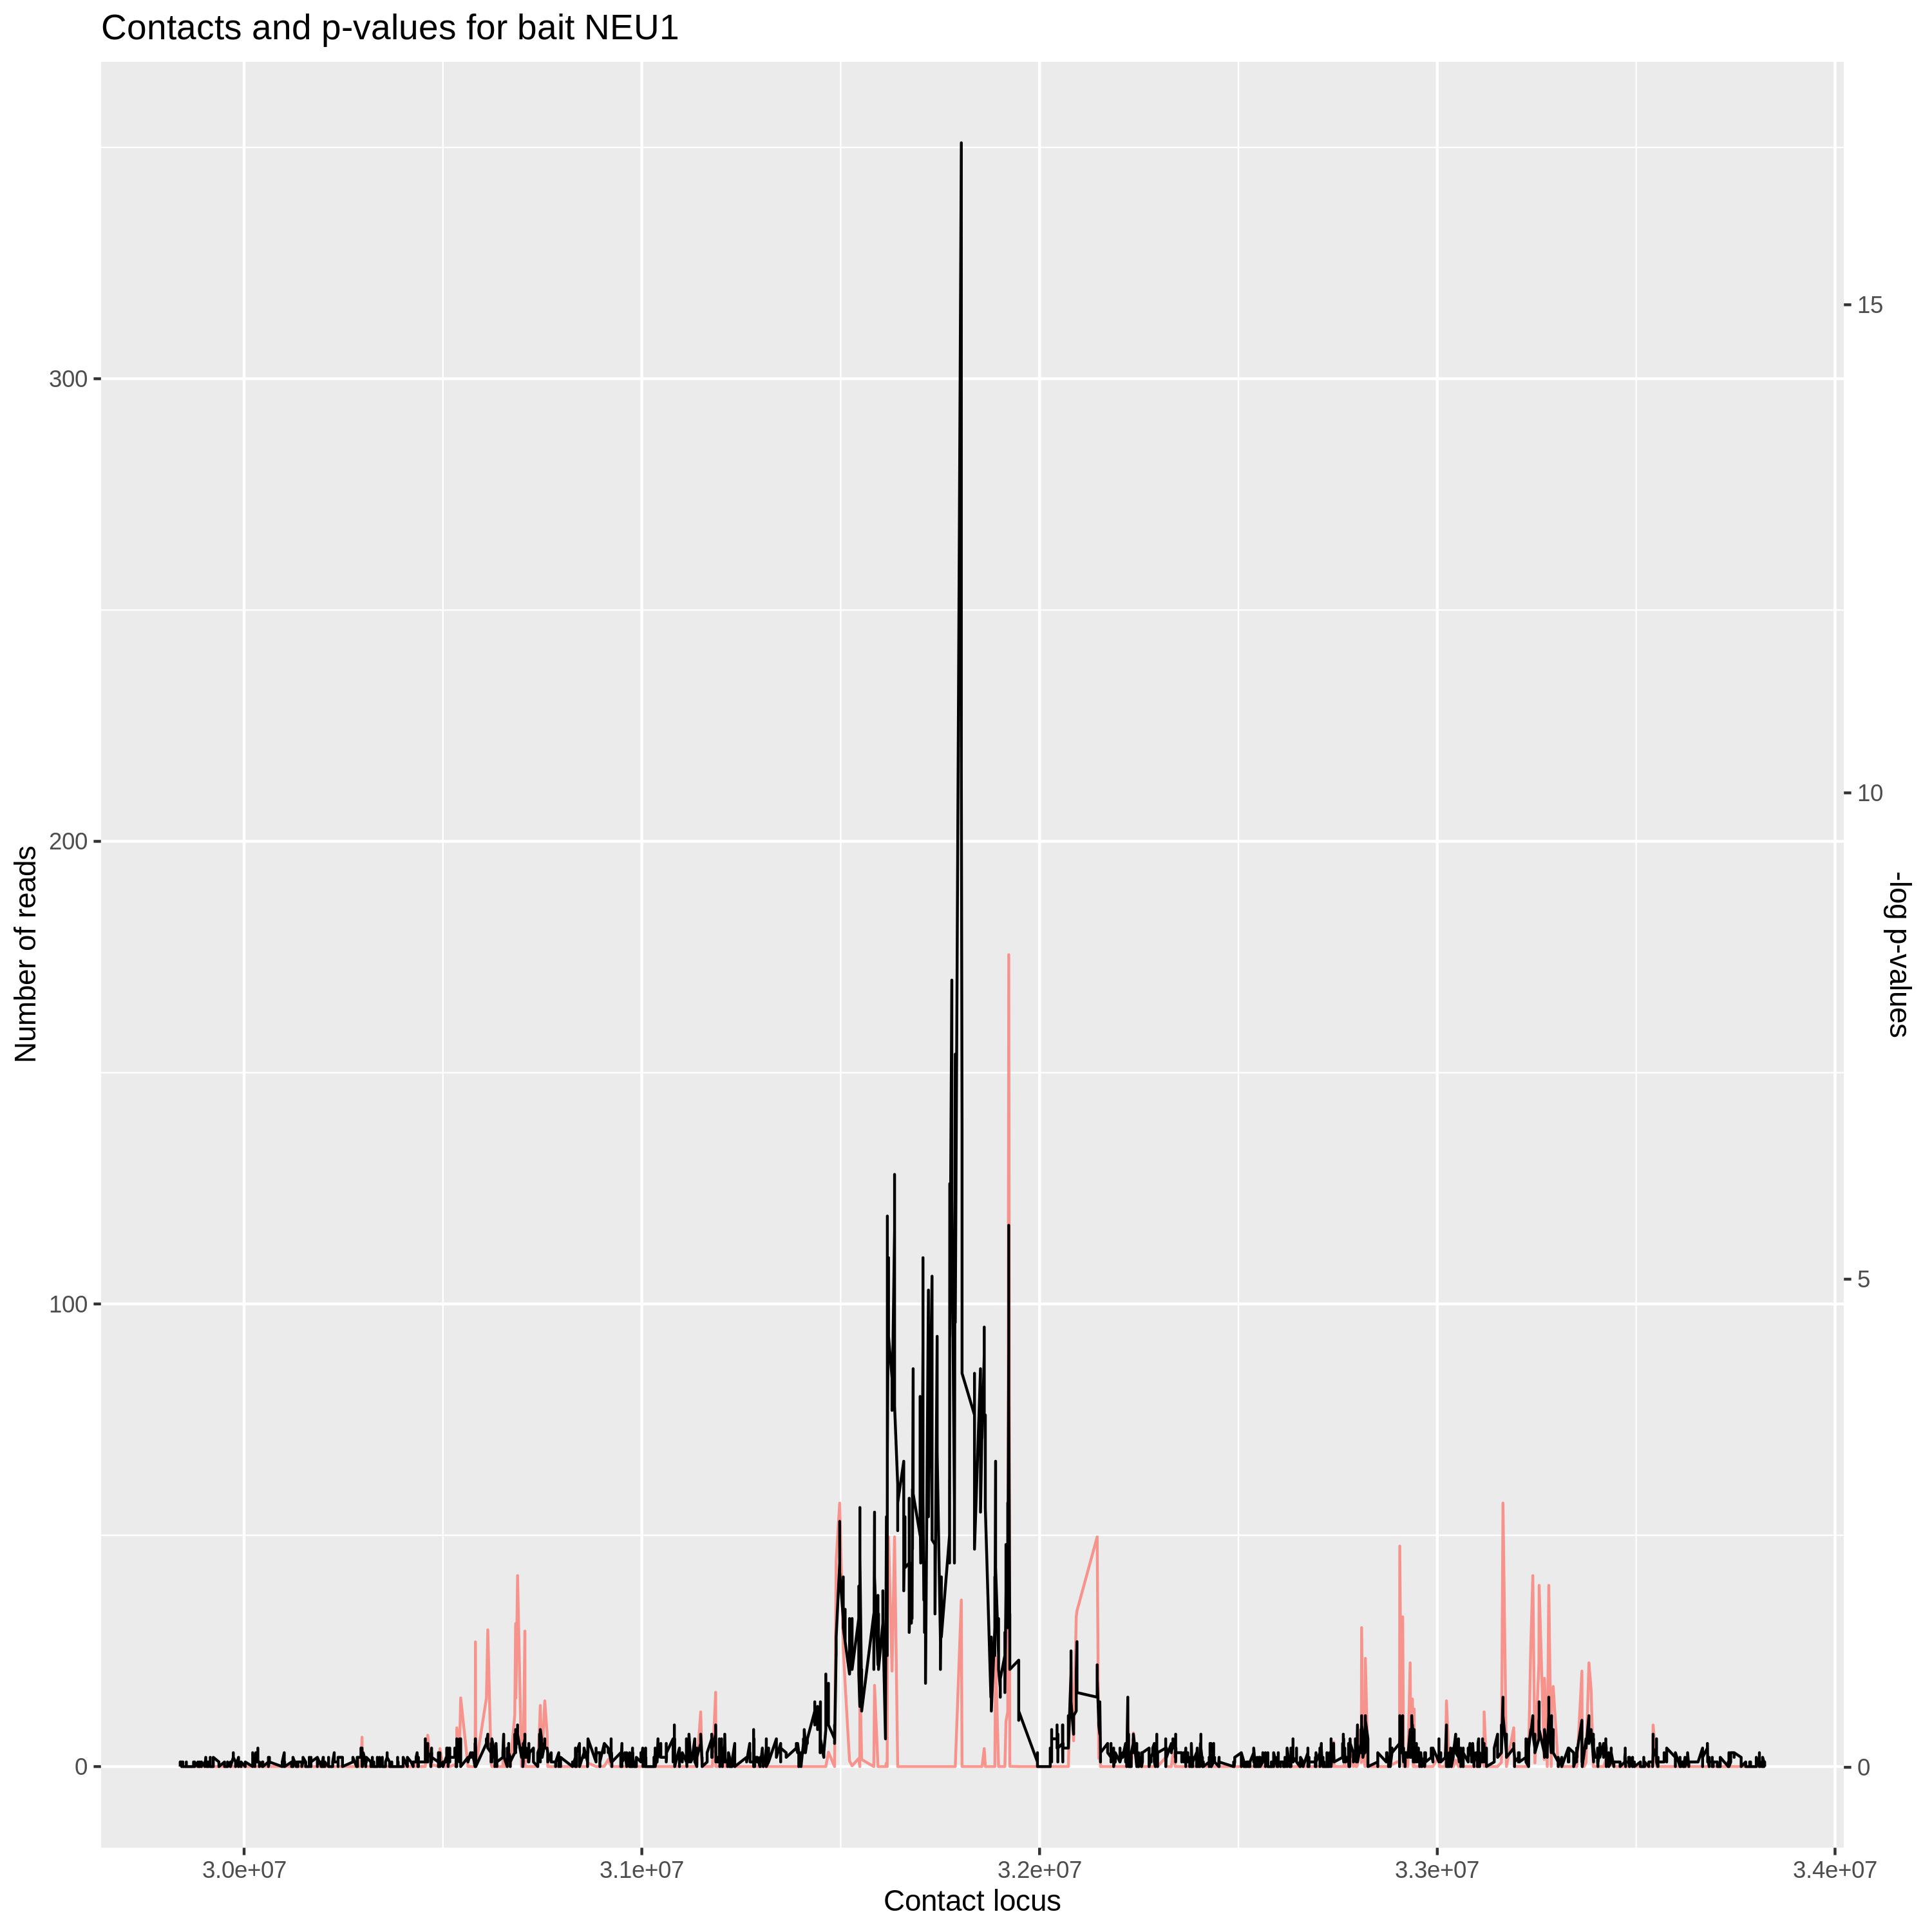 Contacts and p-values for bait NEU1
Number of reads
300
200
100
0
15
10
5
0
-log p-values
3.0e+07 3.1e+07 3.2e+07 3.3e+07 3.4e+07
Contact locus